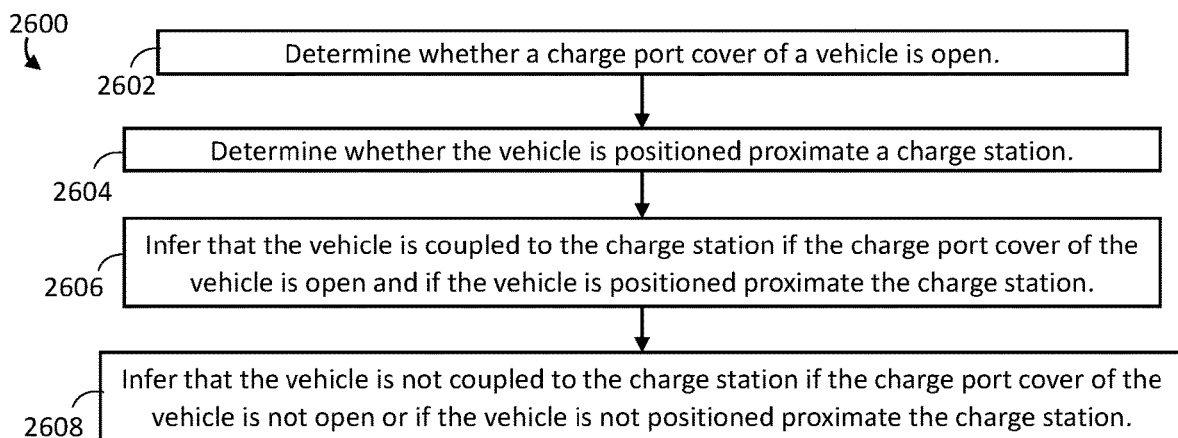 2600
Determine whether a charge port cover of a vehicle is open.
2602
Determine whether the vehicle is positioned proximate a charge station.
2604
Infer that the vehicle is coupled to the charge station if the charge port cover of the
vehicle is open and if the vehicle is positioned proximate the charge station.
2606
Infer that the vehicle is not coupled to the charge station if the charge port cover of the
vehicle is not open or if the vehicle is not positioned proximate the charge station.
2608